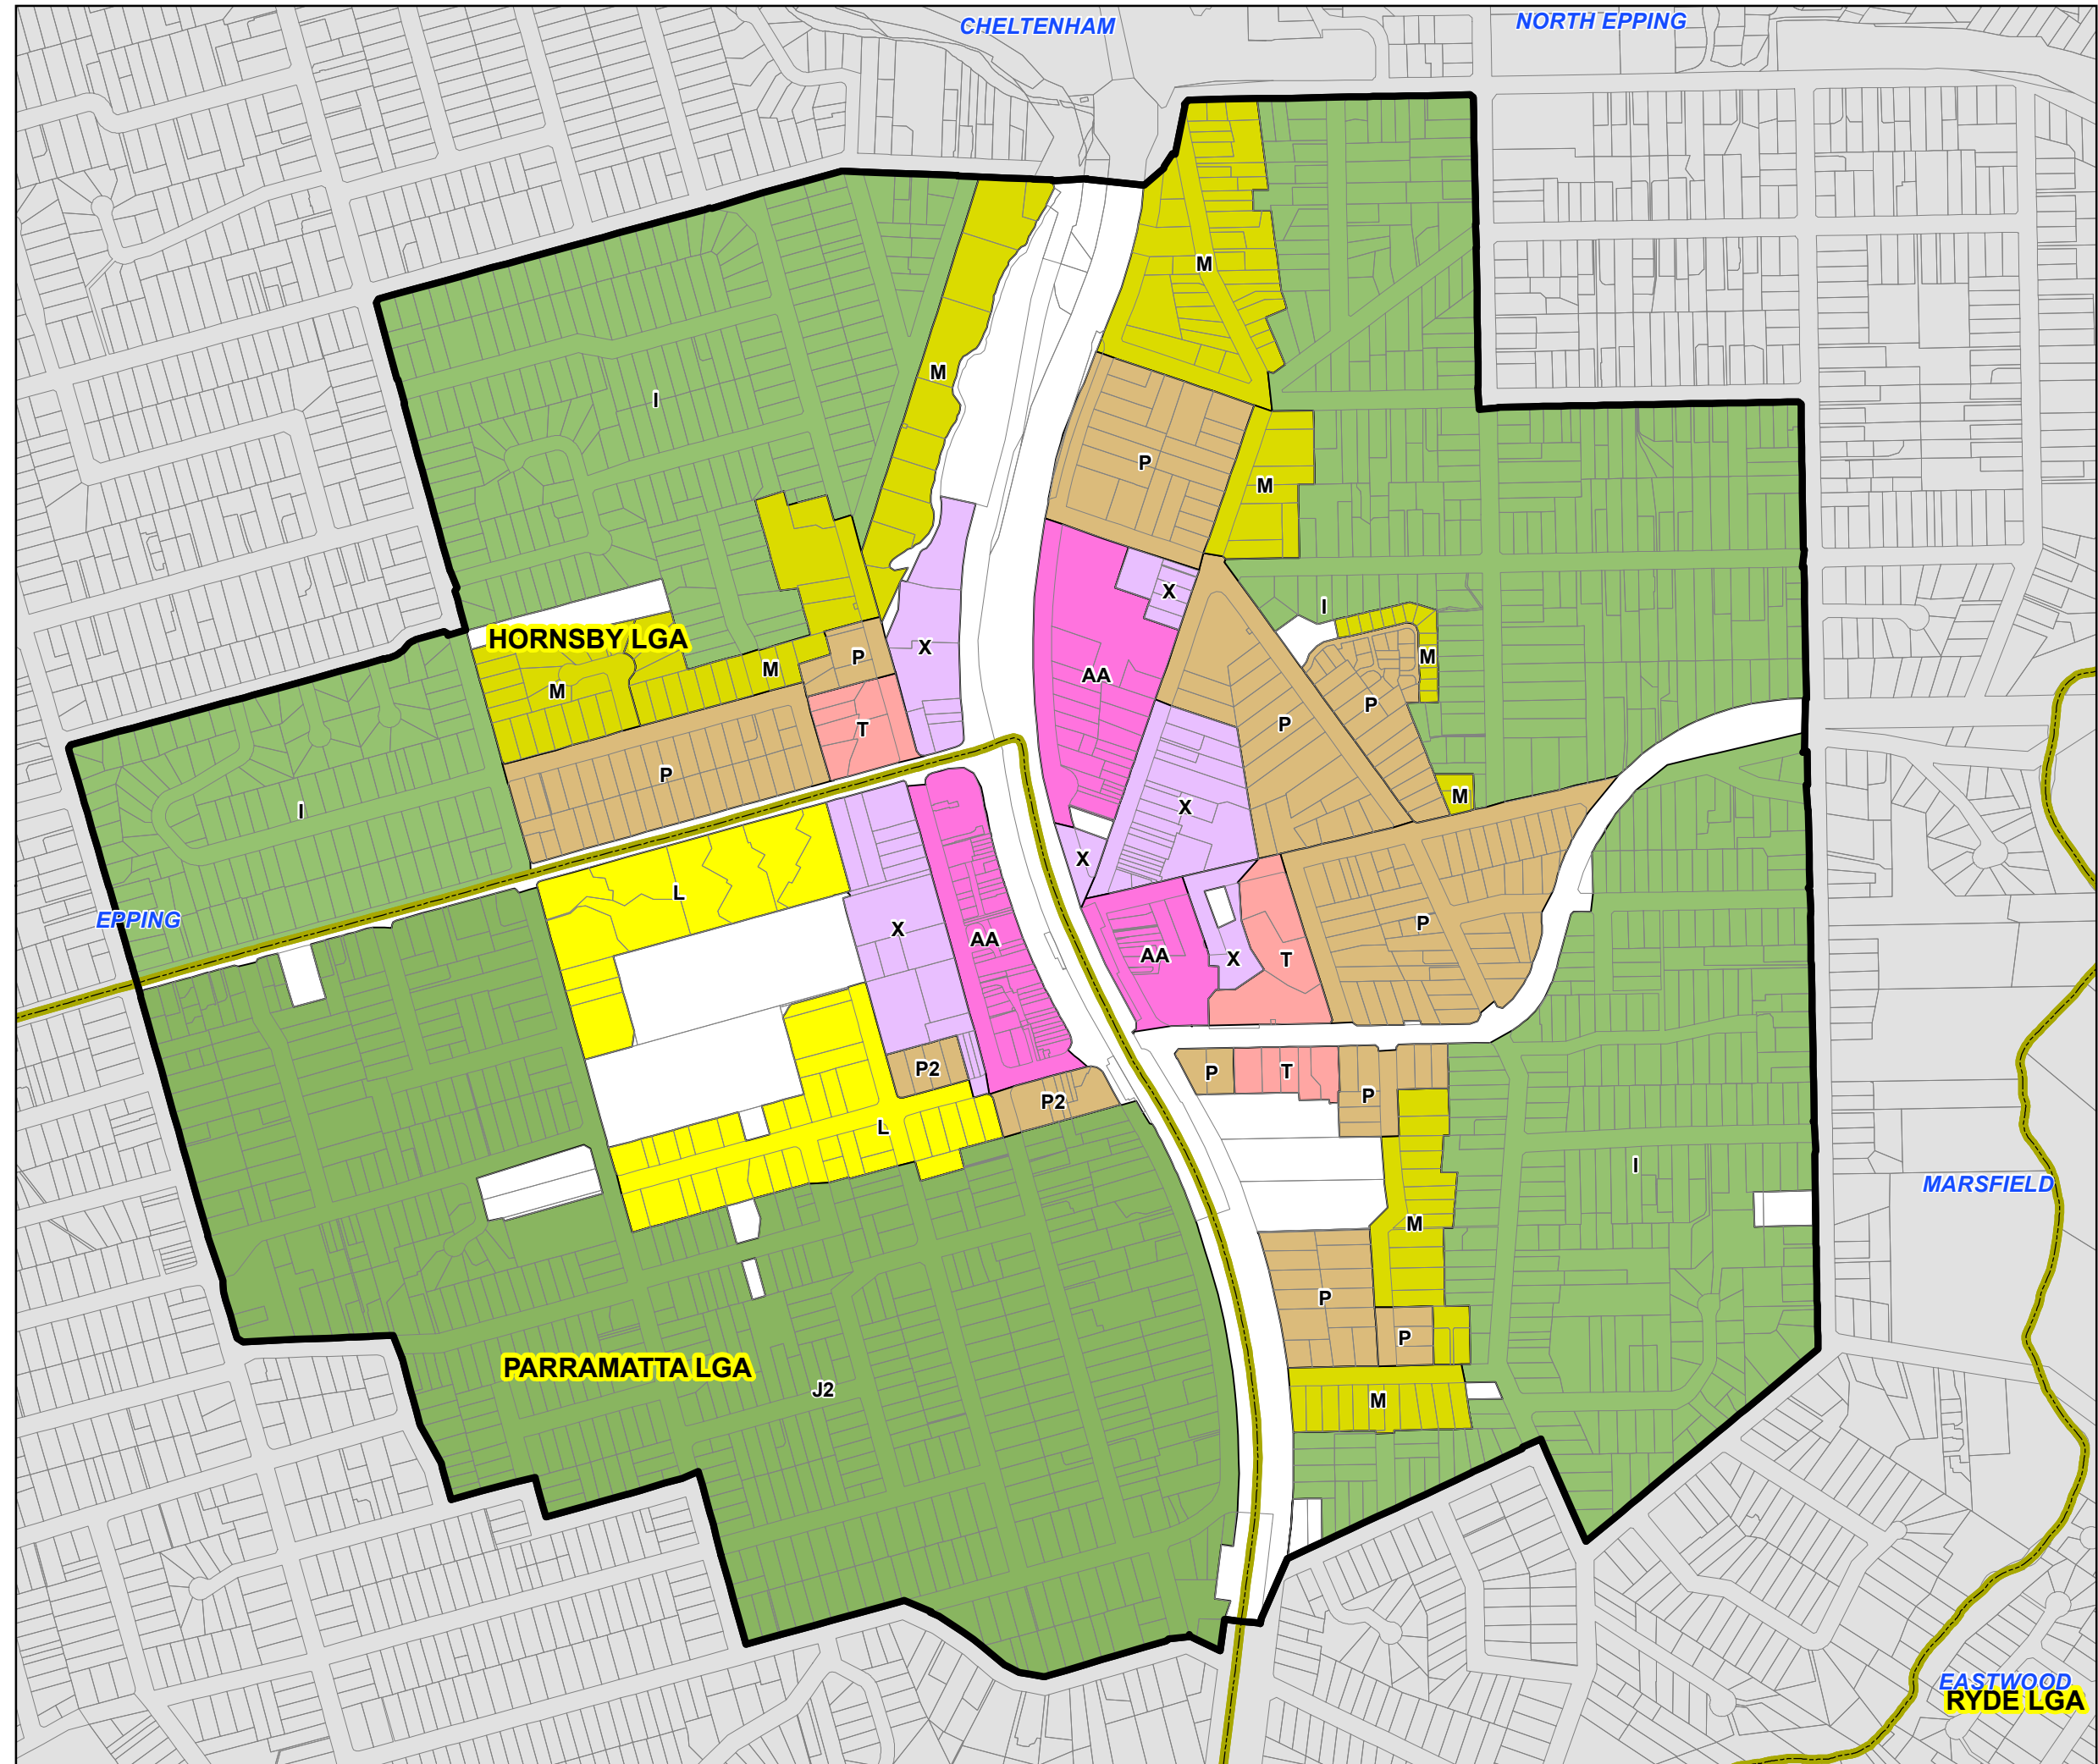 CHELTENHAM
NORTH EPPING
M
M
I
P
M
X
I
HORNSBY LGA
X
P
M
M
M
AA
P
P
T
P
M
I
X
X
L
EPPING
P
X
AA
AA
X
T
P2
P
T
P
P2
L
I
MARSFIELD
M
P
P
PARRAMATTA LGA
J2
M
EASTWOOD
RYDE LGA